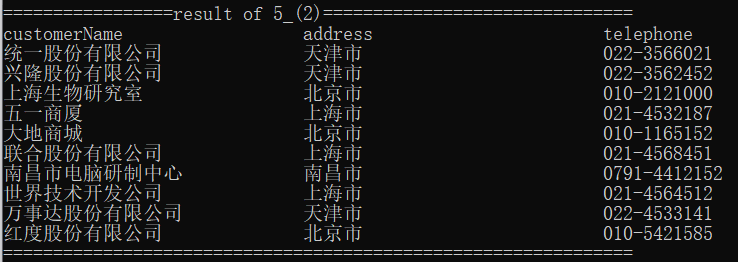 =================result of 5_(2)===============================
customerName address telephone
统一股份有限公司 天津市 022-3566021
兴隆股份有限公司 天津市 022-3562452
上海生物研究室 北京市 010-2121000
五一商厦 上海市 021-4532187
大地商城 北京市 010-1165152
联合股份有限公司 上海市 021-4568451
南昌市电脑研制中心 南昌市 0791-4412152
世界技术开发公司 上海市 021-4564512
万事达股份有限公司 天津市 022-4533141
红度股份有限公司 北京市 010-5421585
===============================================================